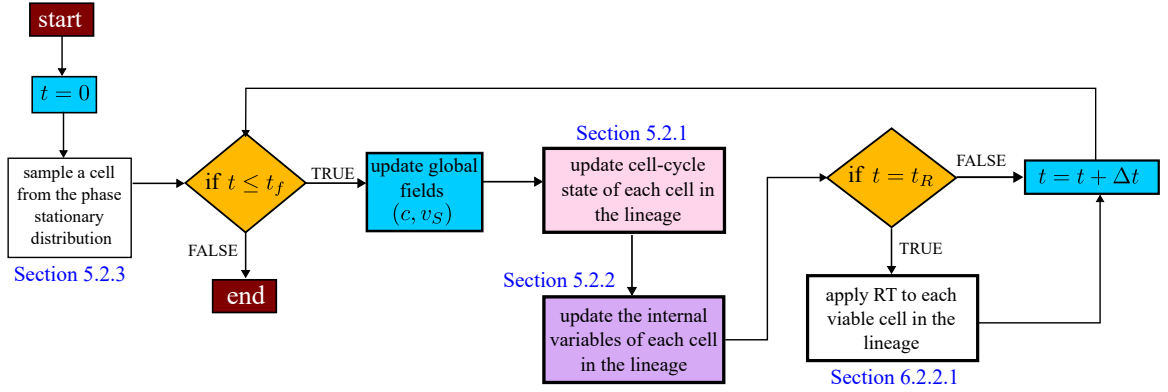 start
t = 0
sample a cell
from the phase
stationary
distribution
Section 5.2.3
if t ≤ t_f
TRUE
FALSE
end
update global
fields
(c, v_S)
Section 5.2.1
update cell-cycle
state of each cell in
the lineage
Section 5.2.2
update the internal
variables of each cell
in the lineage
if t = t_R
FALSE
TRUE
t = t + Δt
apply RT to each
viable cell in the
lineage
Section 6.2.2.1